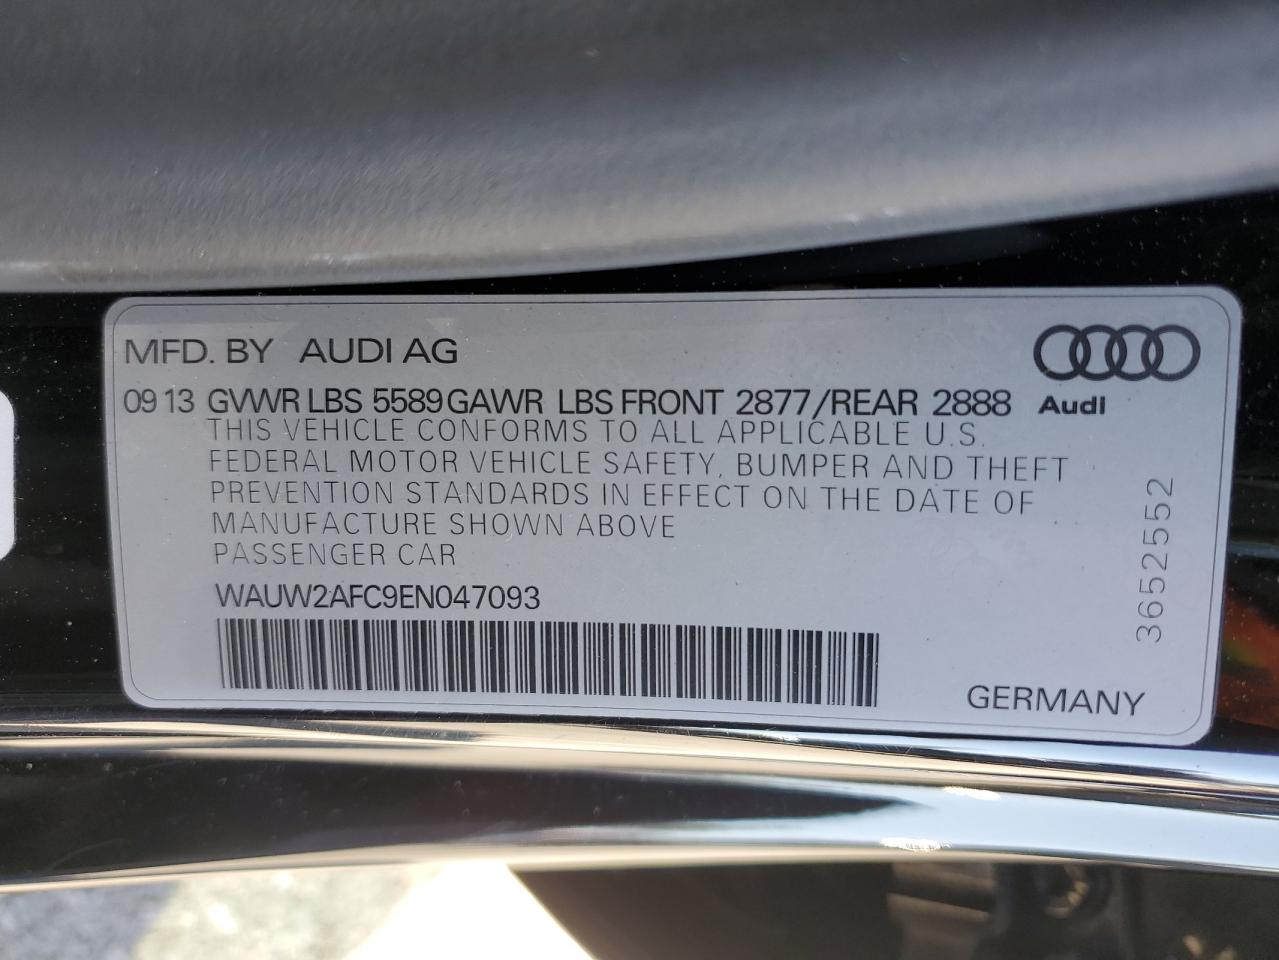 MFD. BY AUDI AG
09 13 GVWR LBS 5589 GAWR LBS FRONT 2877/REAR 2888
Audi
THIS VEHICLE CONFORMS TO ALL APPLICABLE U.S.
FEDERAL MOTOR VEHICLE SAFETY, BUMPER AND THEFT
PREVENTION STANDARDS IN EFFECT ON THE DATE OF
MANUFACTURE SHOWN ABOVE
PASSENGER CAR
WAUW2AFC9EN047093
3652552
GERMANY